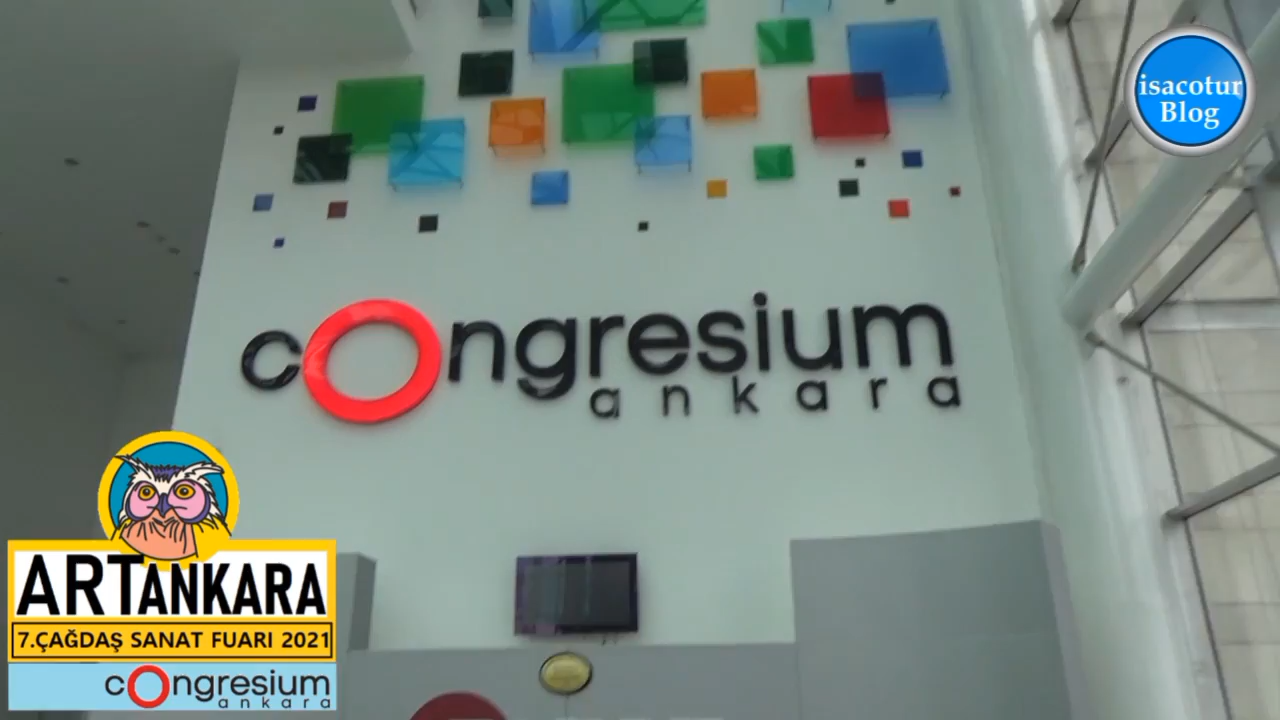 isacotur
Blog
congresium
ankara
ARTANKARA
7.ÇAĞDAŞ SANAT FUARI 2021
congresium
ankara